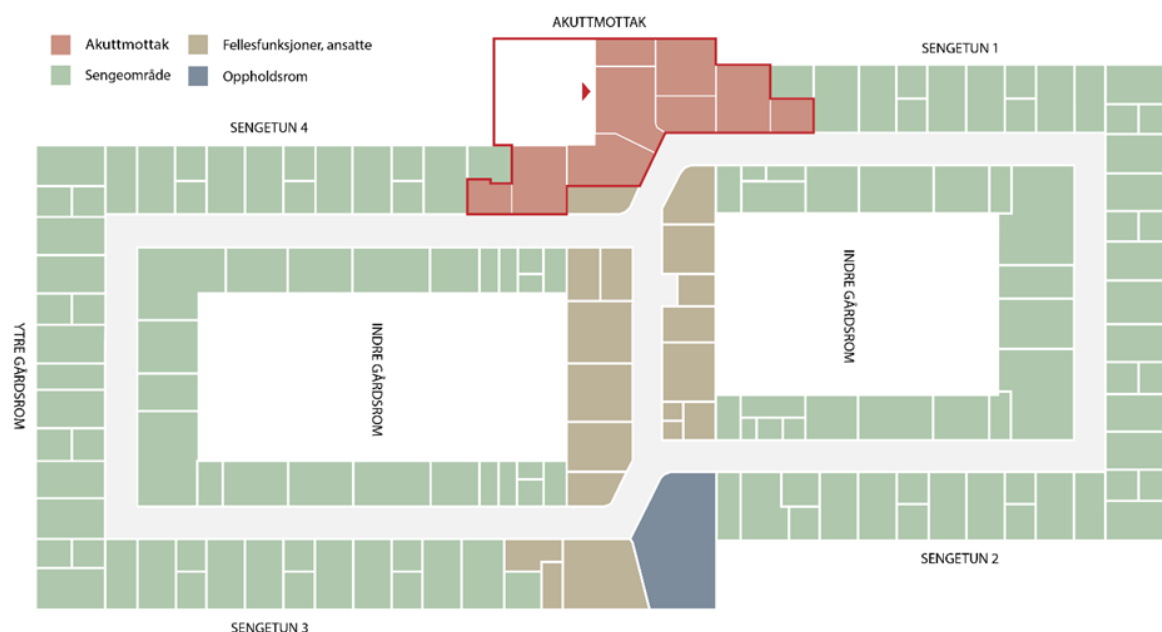 AKUTTMOTTAK
Akuttmottak
Fellesfunksjoner, ansatte
Sengeområde
Oppholdsrom
SENGETUN 1
SENGETUN 4
YTRE GÅRDSROM
INDRE GÅRDSROM
INDRE GÅRDSROM
SENGETUN 2
SENGETUN 3